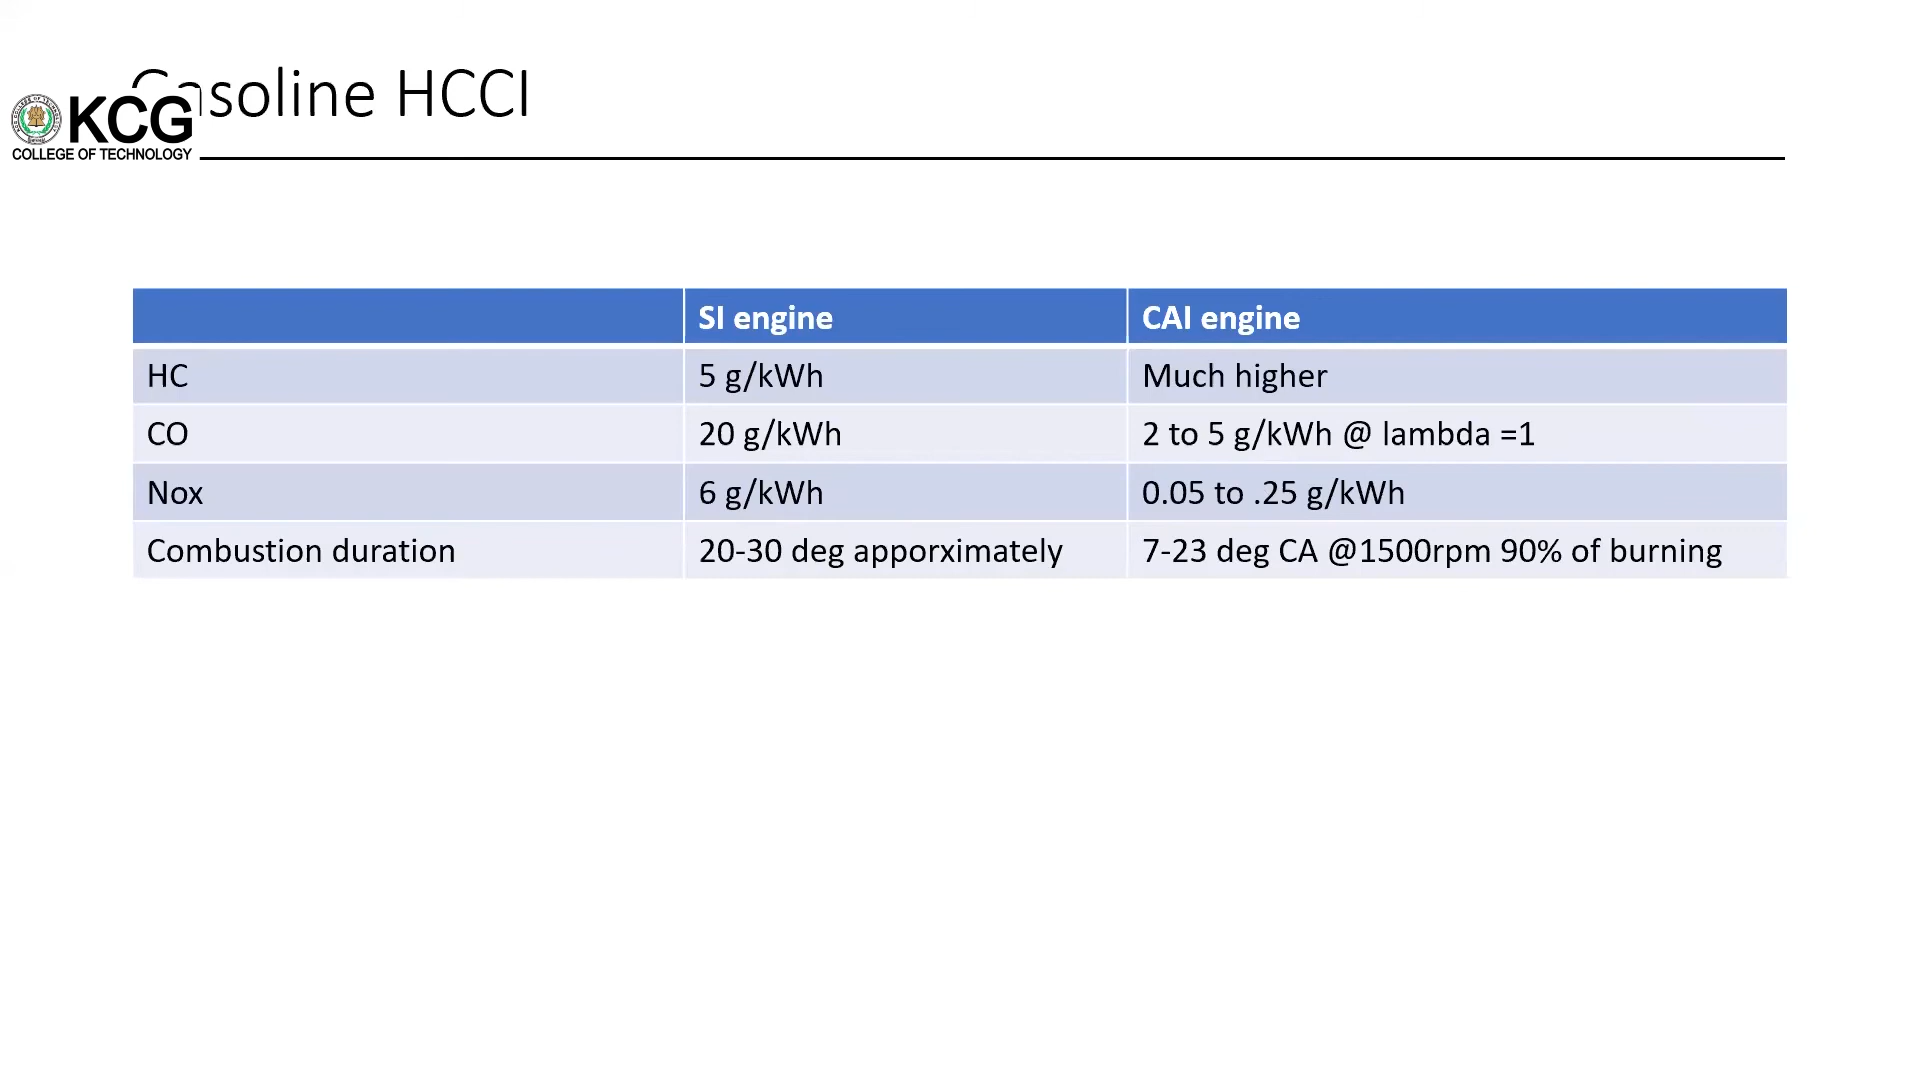 Gasoline HCCI
KCG
COLLEGE OF TECHNOLOGY
SI engine CAI engine
HC 5 g/kWh Much higher
CO 20 g/kWh 2 to 5 g/kWh @ lambda =1
Nox 6 g/kWh 0.05 to .25 g/kWh
Combustion duration 20-30 deg apporximately 7-23 deg CA @1500rpm 90% of burning